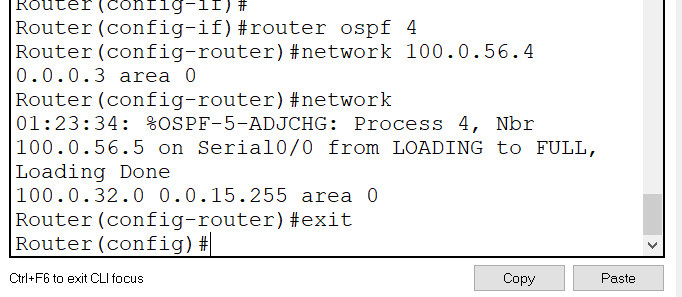 Router(config-if)#
Router(config-if)#router ospf 4
Router(config-router)#network 100.0.56.4
0.0.0.3 area 0
Router(config-router)#network
01:23:34: %OSPF-5-ADJCHG: Process 4, Nbr
100.0.56.5 on Serial0/0 from LOADING to FULL,
Loading Done
100.0.32.0 0.0.15.255 area 0
Router(config-router)#exit
Router(config)#
Ctrl+F6 to exit CLI focus
Copy
Paste